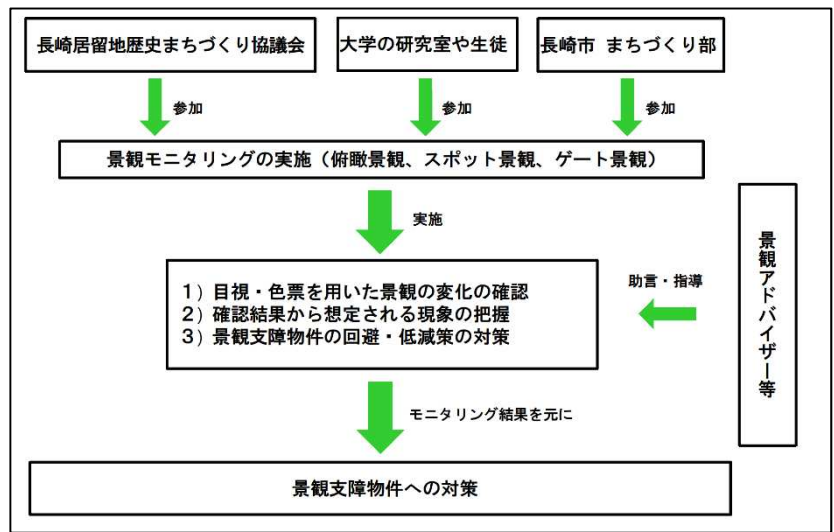 長崎居留地歴史まちづくり協議会
大学の研究室や生徒
長崎市 まちづくり部
参加
参加
参加
景観モニタリングの実施（俯瞰景観、スポット景観、ゲート景観）
実施
1）目視・色票を用いた景観の変化の確認
2）確認結果から想定される現象の把握
3）景観支障物件の回避・低減策の対策
助言・指導
景観アドバイザー等
モニタリング結果を元に
景観支障物件への対策